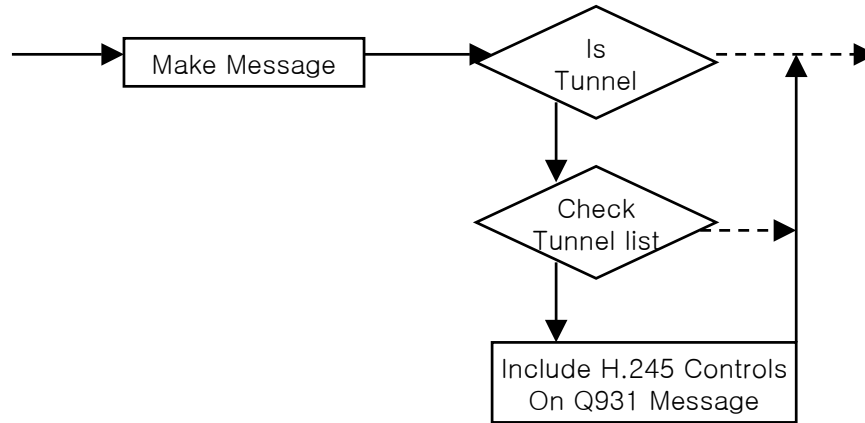 Make Message
Is
Tunnel
Check
Tunnel list
Include H.245 Controls
On Q931 Message